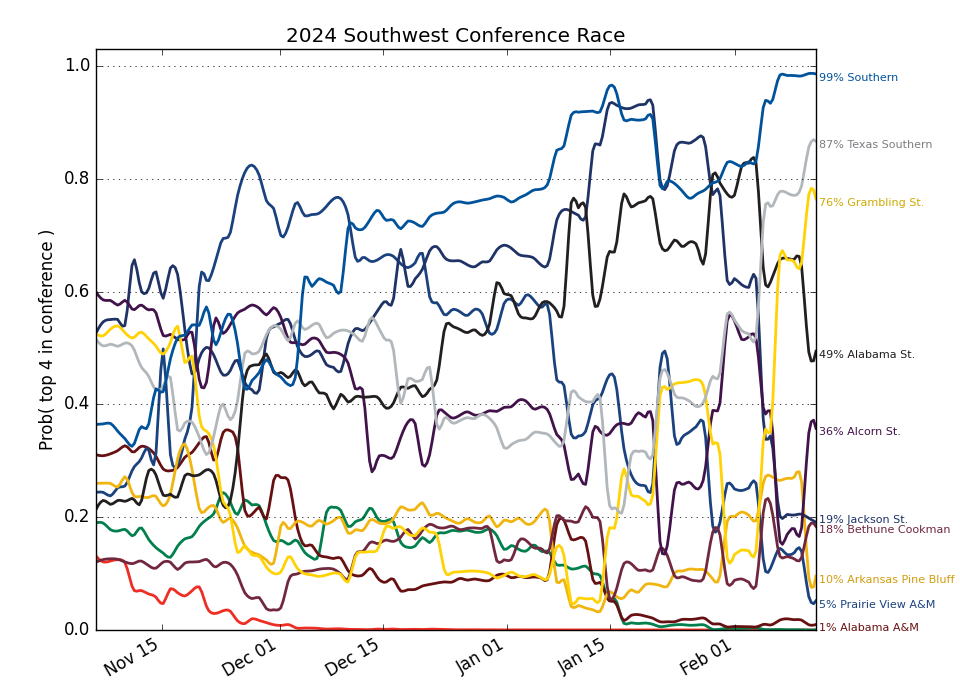 2024 Southwest Conference Race
Prob( top 4 in conference )
1.0
0.8
0.6
0.4
0.2
0.0
Nov 15
Dec 01
Dec 15
Jan 01
Jan 15
Feb 01
99% Southern
87% Texas Southern
76% Grambling St.
49% Alabama St.
36% Alcorn St.
19% Jackson St.
18% Bethune Cookman
10% Arkansas Pine Bluff
5% Prairie View A&M
1% Alabama A&M